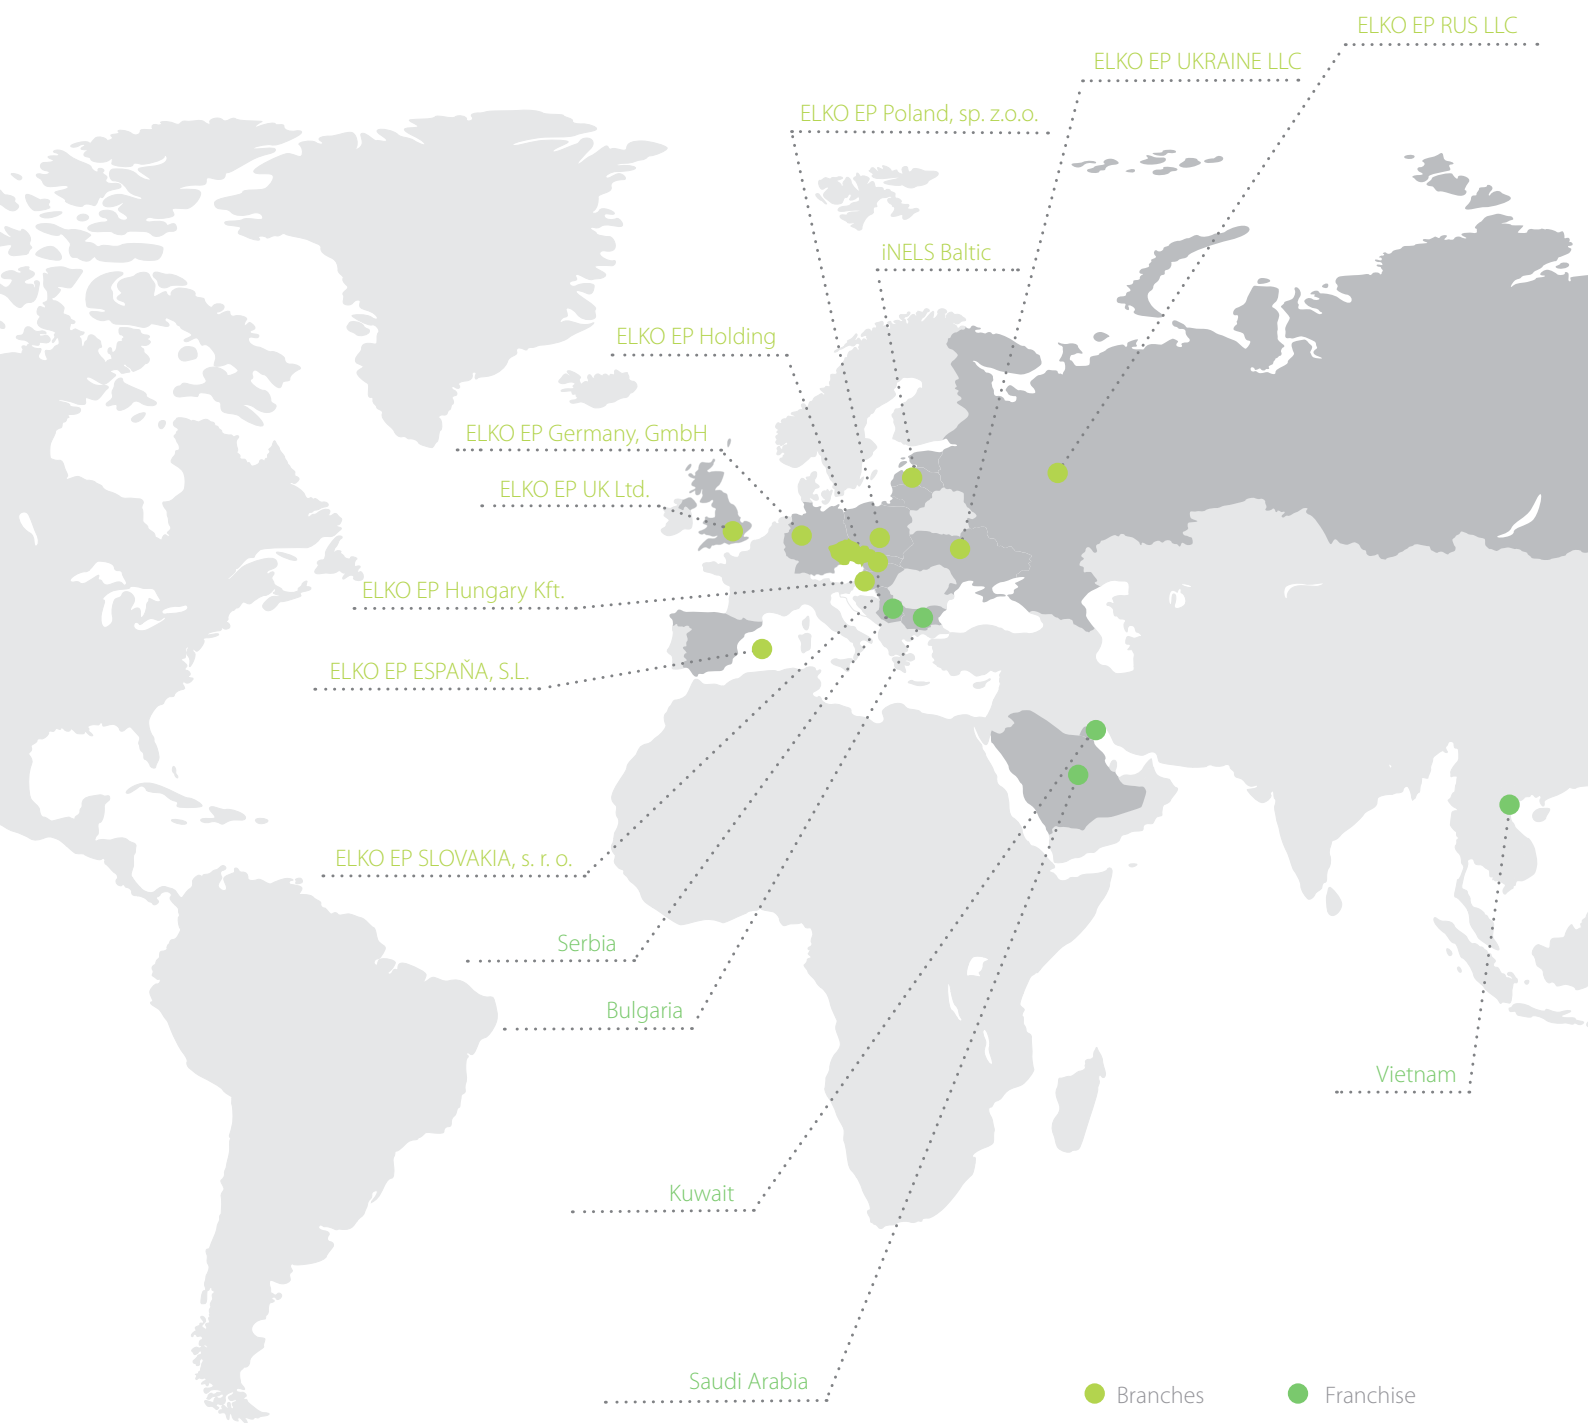 ELKO EP RUS LLC
ELKO EP UKRAINE LLC
ELKO EP Poland, sp. z.o.o.
iNELS Baltic
ELKO EP Holding
ELKO EP Germany, GmbH
ELKO EP UK Ltd.
ELKO EP Hungary Kft.
ELKO EP ESPAŇA, S.L.
ELKO EP SLOVAKIA, s. r. o.
Serbia
Bulgaria
Vietnam
Kuwait
Saudi Arabia
Branches
Franchise